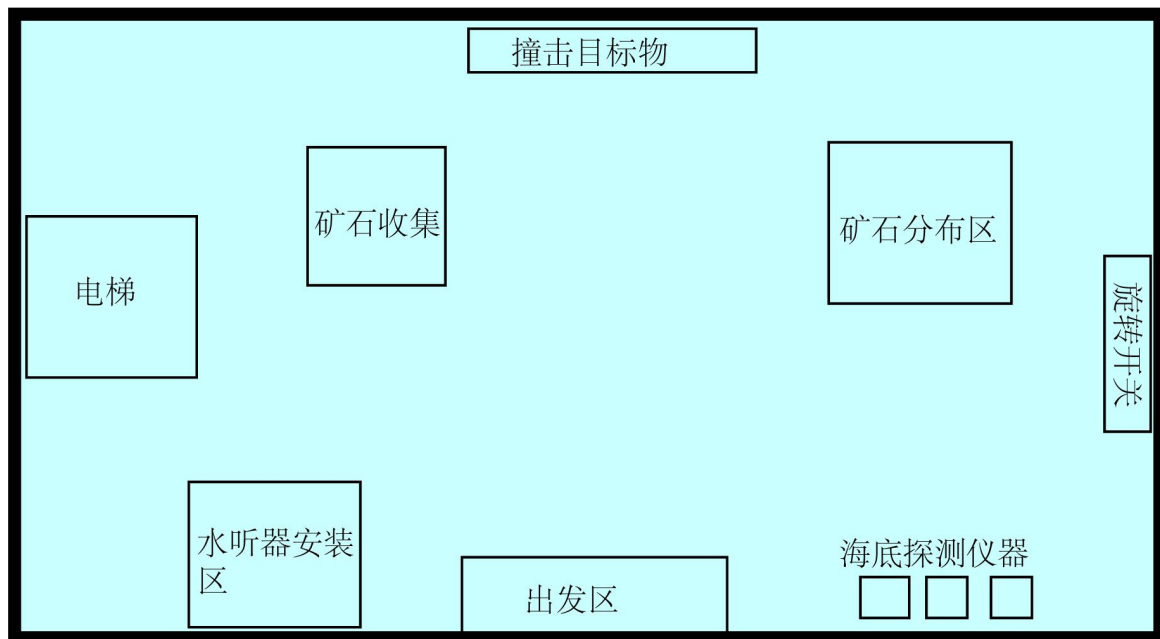 撞击目标物
矿石收集
矿石分布区
电梯
旋转开关
水听器安装
区
出发区
海底探测仪器